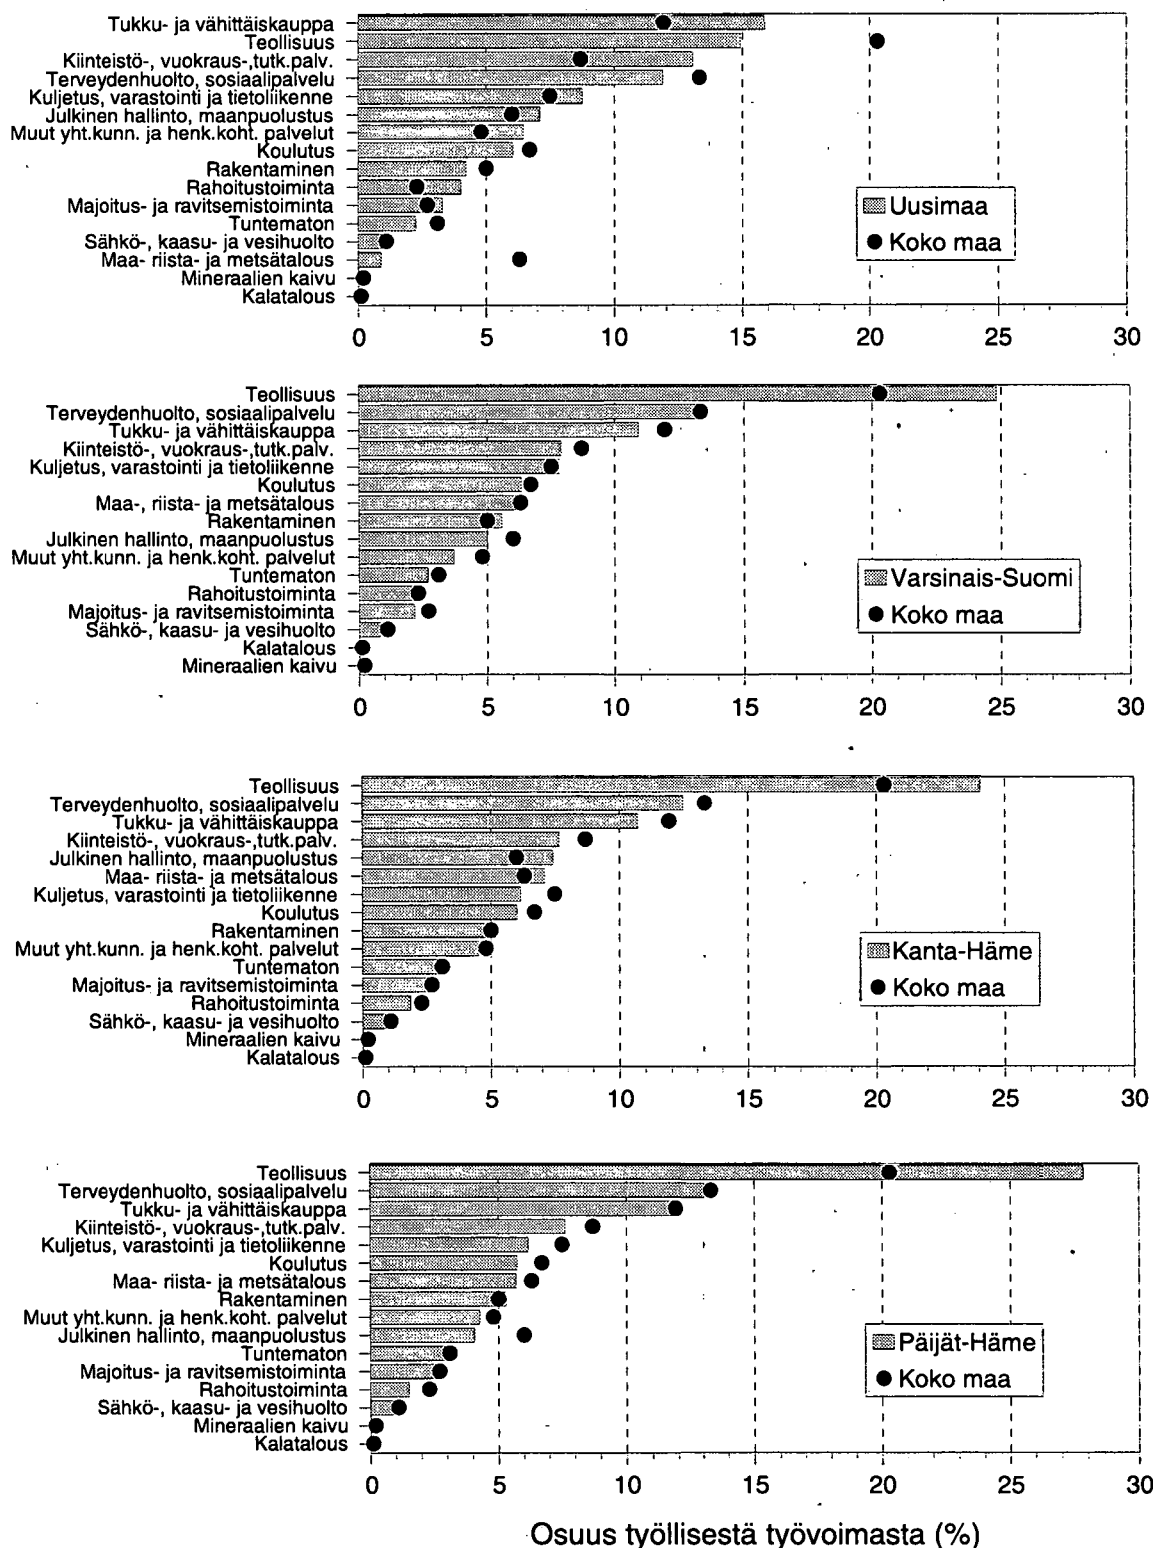 Tukku- ja vähittäiskauppa
Teollisuus
Kiinteistö-, vuokraus-,tutk.palv.
Terveydenhuolto, sosiaalipalvelu
Kuljetus, varastointi ja tietoliikenne
Julkinen hallinto, maanpuolustus
Muut yht.kunn. ja henk.koht. palvelut
Koulutus
Rakentaminen
Rahoitustoiminta
Majoitus- ja ravitsemistoiminta
Tuntematon
Sähkö-, kaasu- ja vesihuolto
Maa- riista- ja metsätalous
Mineraalien kaivu
Kalatalous
Uusimaa
Koko maa
0 5 10 15 20 25 30
Teollisuus
Terveydenhuolto, sosiaalipalvelu
Tukku- ja vähittäiskauppa
Kiinteistö-, vuokraus-,tutk.palv.
Kuljetus, varastointi ja tietoliikenne
Koulutus
Maa-, riista- ja metsätalous
Rakentaminen
Julkinen hallinto, maanpuolustus
Muut yht.kunn. ja henk.koht. palvelut
Tuntematon
Rahoitustoiminta
Majoitus- ja ravitsemistoiminta
Sähkö-, kaasu- ja vesihuolto
Kalatalous
Mineraalien kaivu
Varsinais-Suomi
Koko maa
0 5 10 15 20 25 30
Teollisuus
Terveydenhuolto, sosiaalipalvelu
Tukku- ja vähittäiskauppa
Kiinteistö-, vuokraus-,tutk.palv.
Julkinen hallinto, maanpuolustus
Maa- riista- ja metsätalous
Kuljetus, varastointi ja tietoliikenne
Koulutus
Rakentaminen
Muut yht.kunn. ja henk.koht. palvelut
Tuntematon
Majoitus- ja ravitsemistoiminta
Rahoitustoiminta
Sähkö-, kaasu- ja vesihuolto
Mineraalien kaivu
Kalatalous
Kanta-Häme
Koko maa
0 5 10 15 20 25 30
Teollisuus
Terveydenhuolto, sosiaalipalvelu
Tukku- ja vähittäiskauppa
Kiinteistö-, vuokraus-,tutk.palv.
Kuljetus, varastointi ja tietoliikenne
Koulutus
Maa- riista- ja metsätalous
Rakentaminen
Muut yht.kunn. ja henk.koht. palvelut
Julkinen hallinto, maanpuolustus
Tuntematon
Majoitus- ja ravitsemistoiminta
Rahoitustoiminta
Sähkö-, kaasu- ja vesihuolto
Mineraalien kaivu
Kalatalous
Päijät-Häme
Koko maa
0 5 10 15 20 25 30
Osuus työllisestä työvoimasta (%)